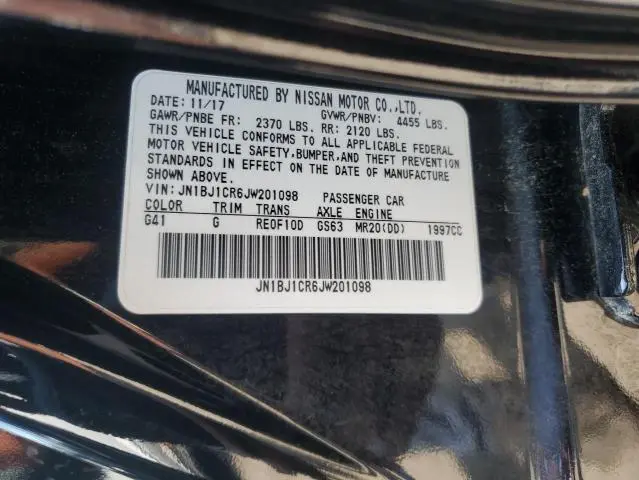 MANUFACTURED BY NISSAN MOTOR CO.,LTD.
DATE: 11/17 GVWR/PNBV: 4455 LBS.
GAWR/PNBE FR: 2370 LBS. RR: 2120 LBS.
THIS VEHICLE CONFORMS TO ALL APPLICABLE FEDERAL
MOTOR VEHICLE SAFETY,BUMPER,AND THEFT PREVENTION
STANDARDS IN EFFECT ON THE DATE OF MANUFACTURE
SHOWN ABOVE.
VIN: JN1BJ1CR6JW201098 PASSENGER CAR
COLOR TRIM TRANS AXLE ENGINE
G41 G RE0F10D GS63 MR20(DD) 1997CC
JN1BJ1CR6JW201098